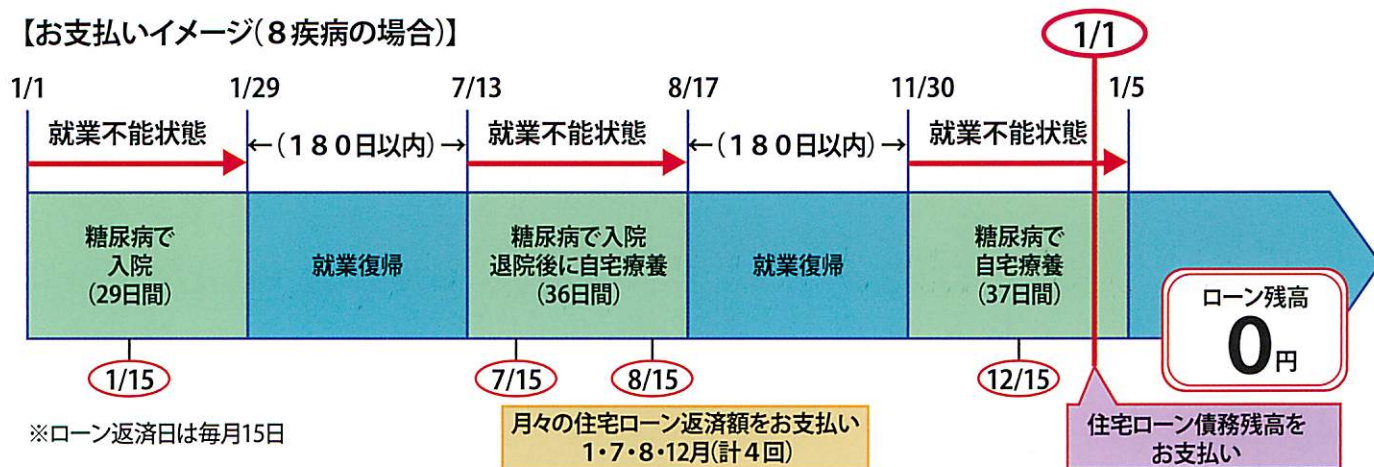 【お支払いイメージ(8疾病の場合)】
1/1
1/1
1/29
7/13
8/17
11/30
1/5
就業不能状態
←(180日以内)→
就業不能状態
←(180日以内)→
就業不能状態
糖尿病で
入院
(29日間)
就業復帰
糖尿病で入院
退院後に自宅療養
(36日間)
就業復帰
糖尿病で
自宅療養
(37日間)
ローン残高
0円
1/15
7/15
8/15
12/15
※ローン返済日は毎月15日
月々の住宅ローン返済額をお支払い
1・7・8・12月(計4回)
住宅ローン債務残高を
お支払い